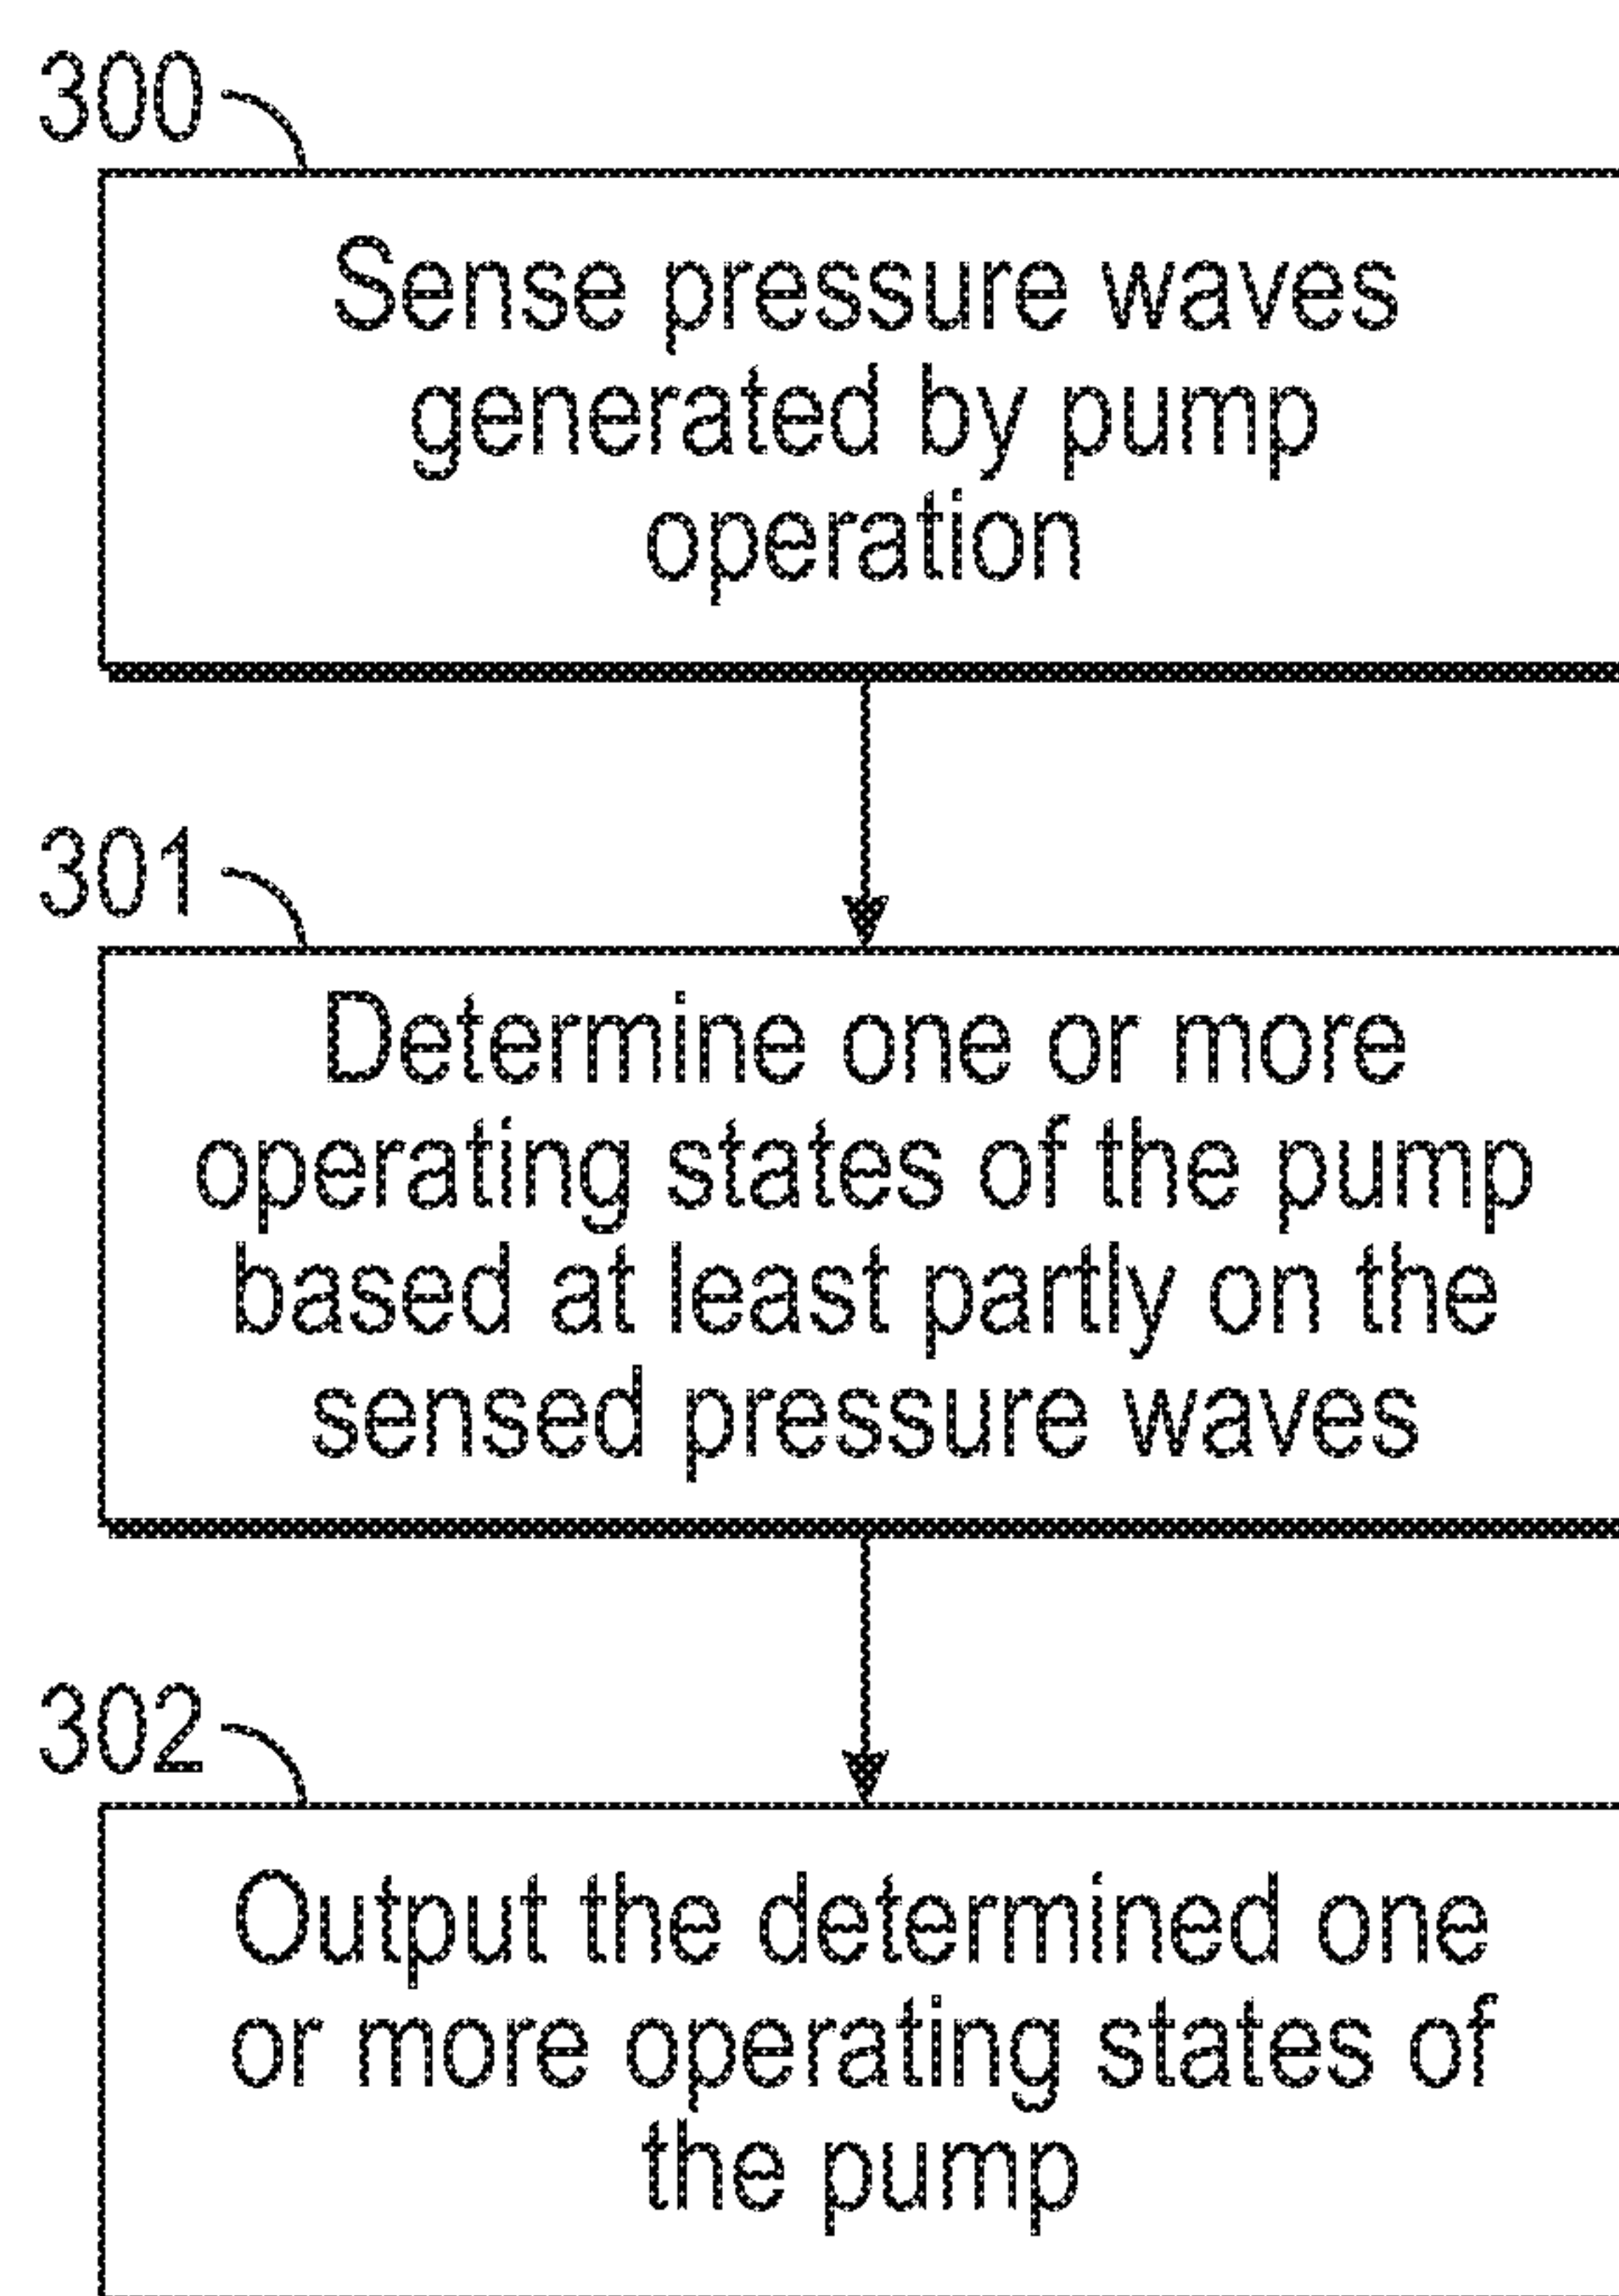 300
Sense pressure waves
generated by pump
operation
301
Determine one or more
operating states of the pump
based at least partly on the
sensed pressure waves
302
Output the determined one
or more operating states of
the pump